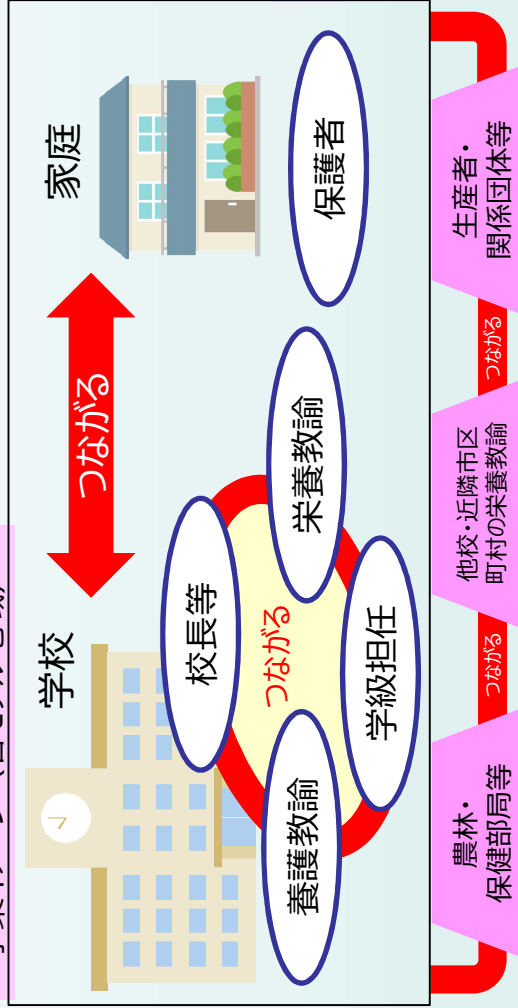 学校
つながる
家庭
校長等
養護教諭
つながる
栄養教諭
学級担任
保護者
農林・
保健部局等
つながる
他校・近隣市区
町村の栄養教諭
つながる
生産者・
関係団体等